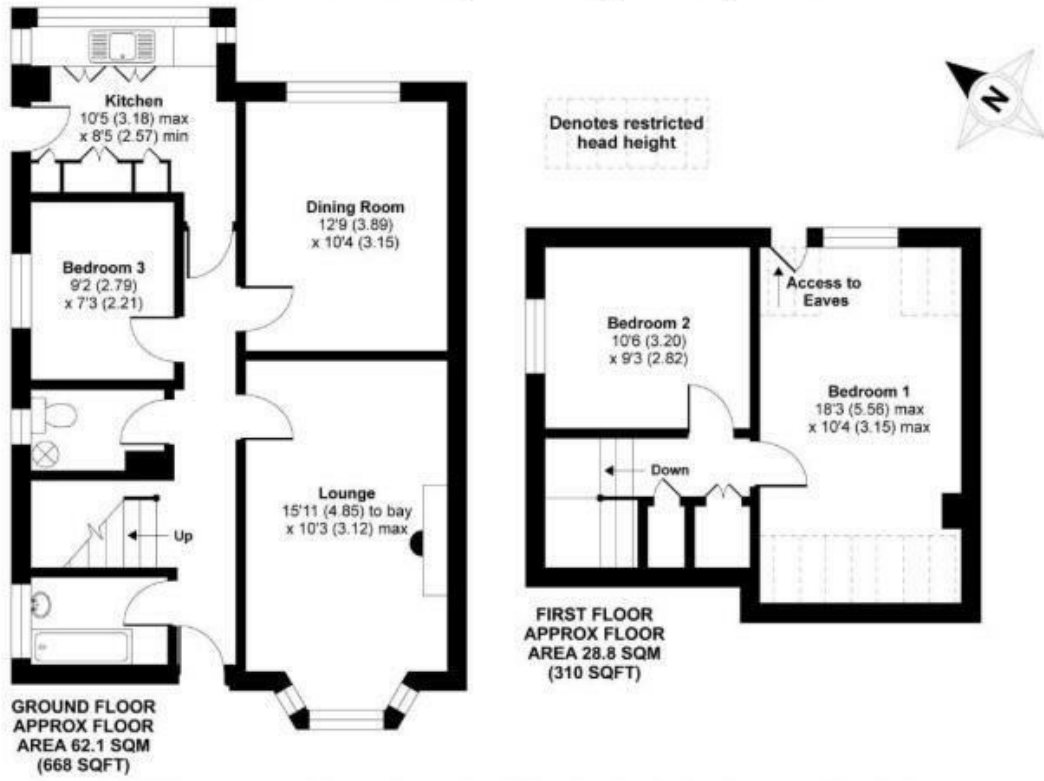 Kitchen
10'5 (3.18) max
x 8'5 (2.57) min
Dining Room
12'9 (3.89)
x 10'4 (3.15)
Bedroom 3
9'2 (2.79)
x 7'3 (2.21)
Up
Lounge
15'11 (4.85) to bay
x 10'3 (3.12) max
GROUND FLOOR
APPROX FLOOR
AREA 62.1 SQM
(668 SQFT)
Denotes restricted
head height
N
Access to
Eaves
Bedroom 2
10'6 (3.20)
x 9'3 (2.82)
Bedroom 1
18'3 (5.56) max
x 10'4 (3.15) max
Down
FIRST FLOOR
APPROX FLOOR
AREA 28.8 SQM
(310 SQFT)